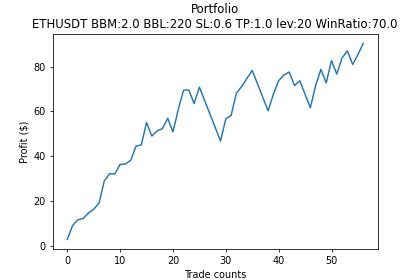 Portfolio
ETHUSDT BBM:2.0 BBL:220 SL:0.6 TP:1.0 lev:20 WinRatio:70.0
Profit ($)
80
60
40
20
0
0 10 20 30 40 50
Trade counts